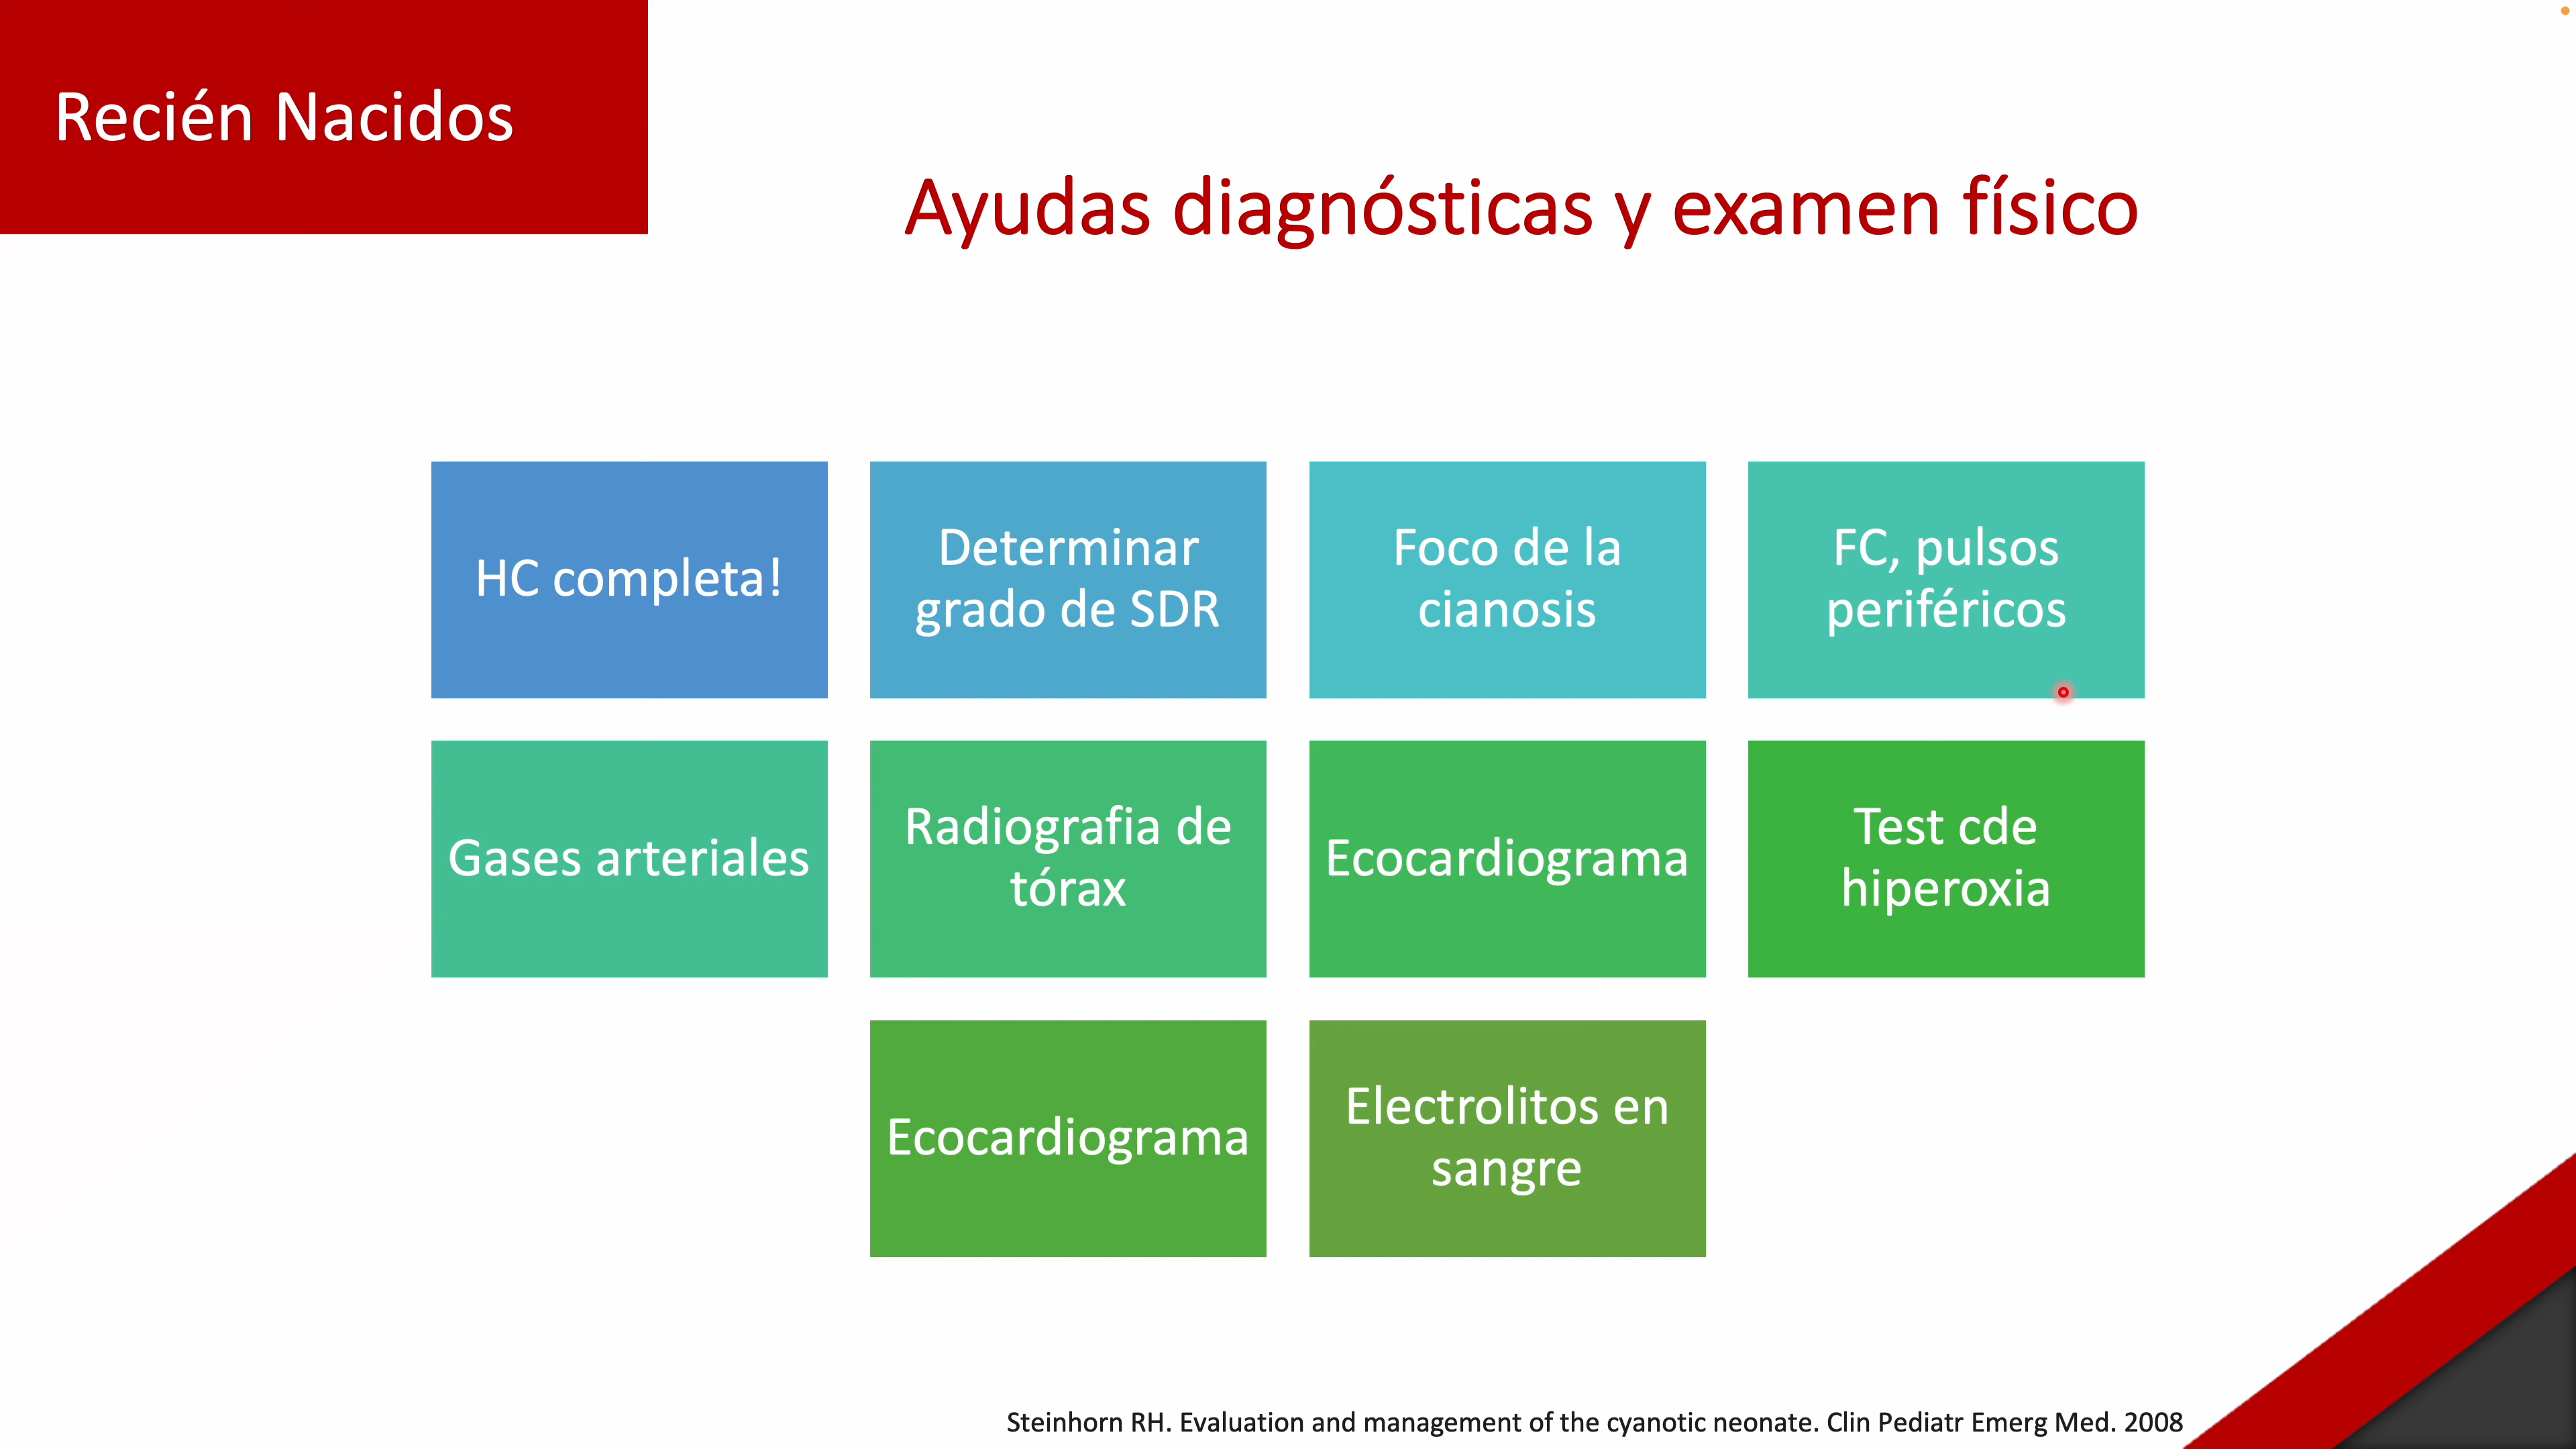 Recién Nacidos
Ayudas diagnósticas y examen físico
HC completa!
Determinar
grado de SDR
Foco de la
cianosis
FC, pulsos
periféricos
Gases arteriales
Radiografia de
tórax
Ecocardiograma
Test cde
hiperoxia
Ecocardiograma
Electrolitos en
sangre
Steinhorn RH. Evaluation and management of the cyanotic neonate. Clin Pediatr Emerg Med. 2008